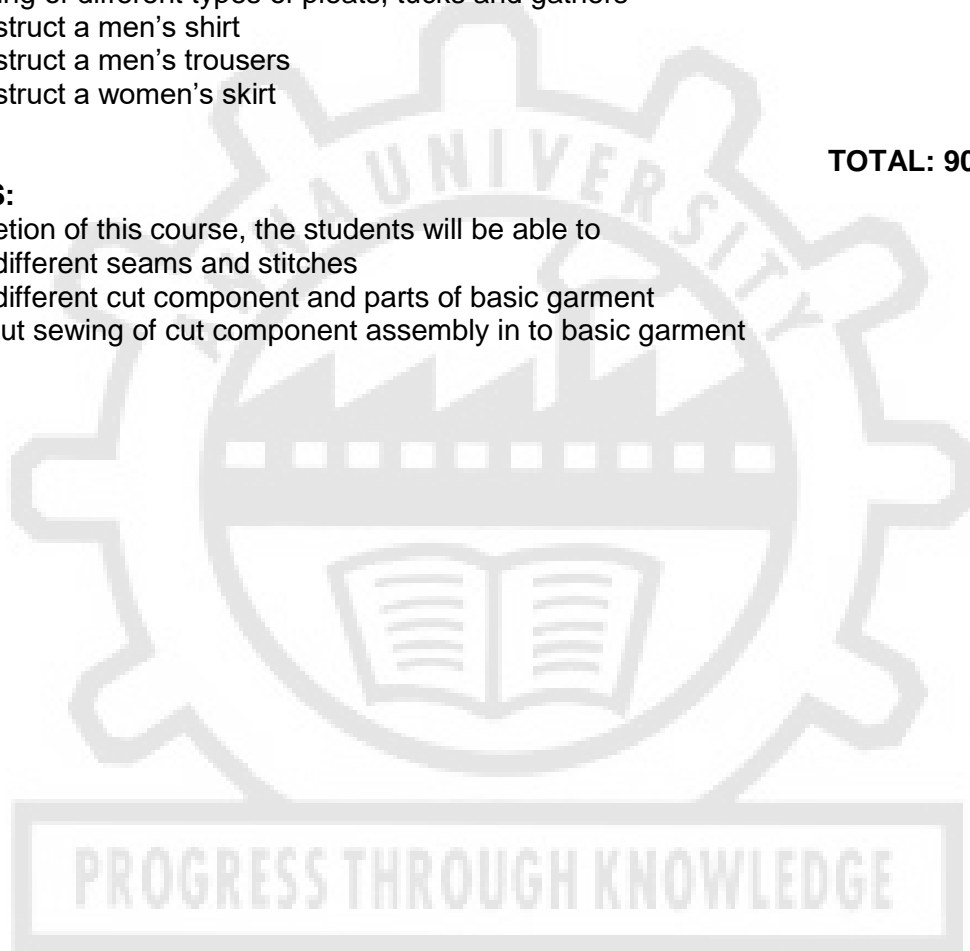 ing of different types of pleats, tucks and gathers
struct a men’s shirt
struct a men’s trousers
struct a women’s skirt
TOTAL: 90
S:
etion of this course, the students will be able to
different seams and stitches
different cut component and parts of basic garment
ut sewing of cut component assembly in to basic garment
UNIVERSITY
PROGRESS THROUGH KNOWLEDGE